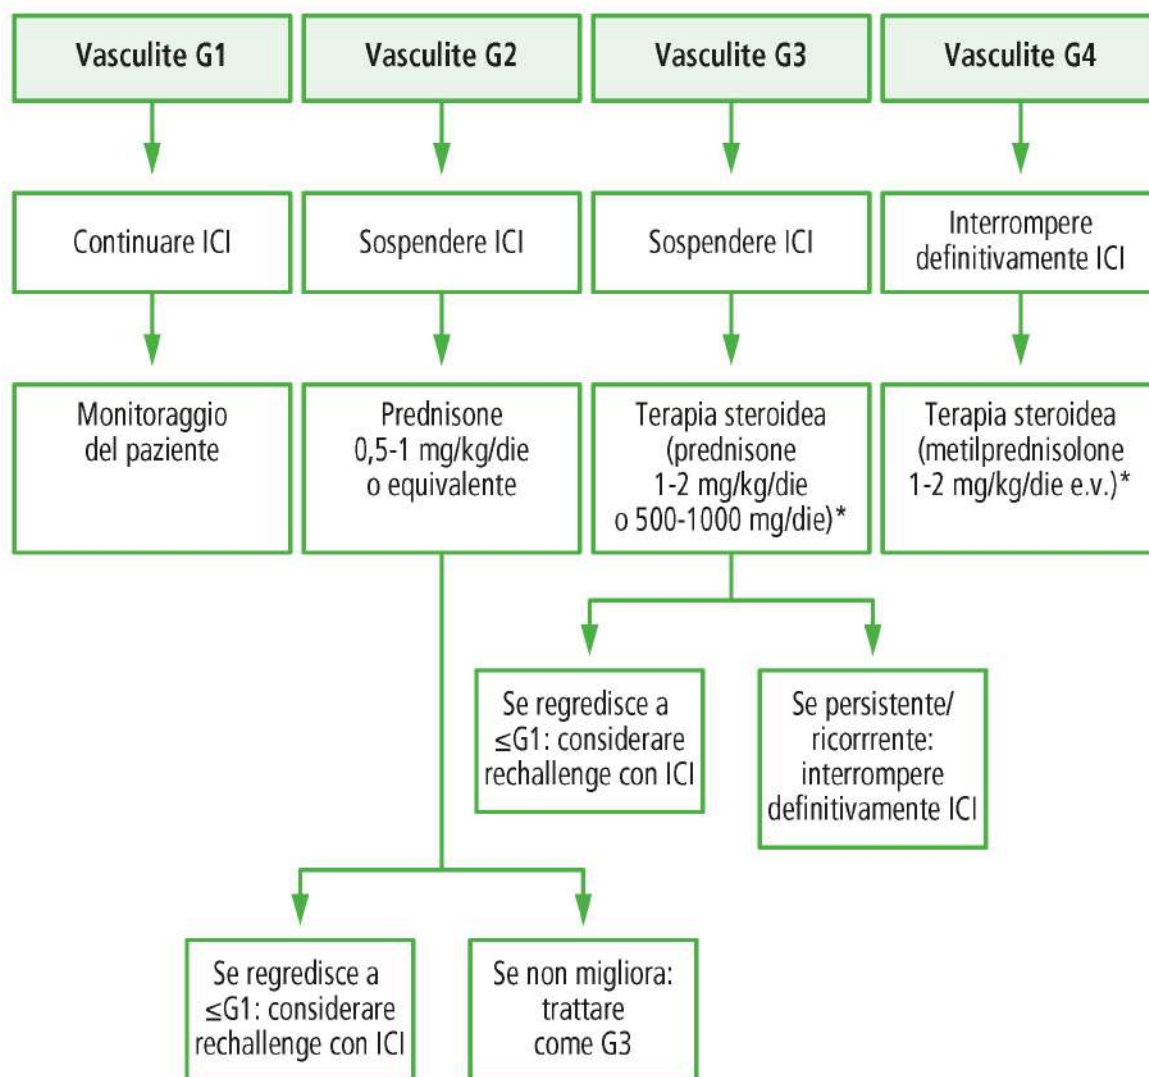 Vasculite G1
Vasculite G2
Vasculite G3
Vasculite G4
Continuare ICI
Sospendere ICI
Sospendere ICI
Interrompere
definitivamente ICI
Monitoraggio
del paziente
Prednisone
0,5-1 mg/kg/die
o equivalente
Terapia steroidea
(prednisone
1-2 mg/kg/die
o 500-1000 mg/die)*
Terapia steroidea
(metilprednisolone
1-2 mg/kg/die e.v.)*
Se regredisce a
≤G1: considerare
rechallenge con ICI
Se persistente/
ricorrrente:
interrompere
definitivamente ICI
Se regredisce a
≤G1: considerare
rechallenge con ICI
Se non migliora:
trattare
come G3